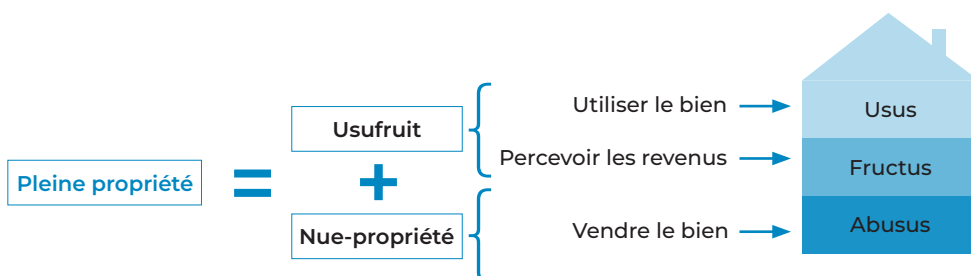 Pleine propriété
=
Usufruit
+
Nue-propriété
Utiliser le bien
Percevoir les revenus
Vendre le bien
Usus
Fructus
Abusus